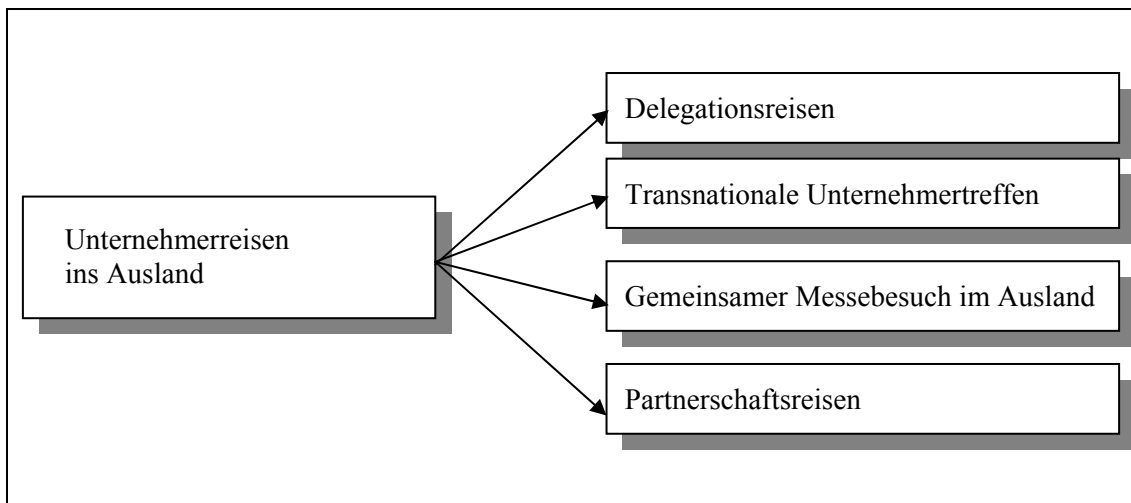 Unternehmerreisen
ins Ausland
Delegationsreisen
Transnationale Unternehmertreffen
Gemeinsamer Messebesuch im Ausland
Partnerschaftsreisen